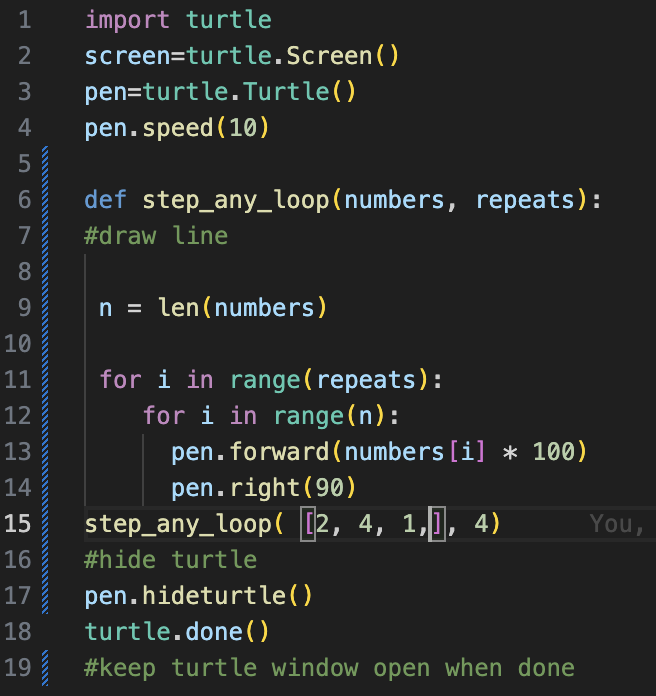 1 import turtle
2 screen=turtle.Screen()
3 pen=turtle.Turtle()
4 pen.speed(10)
5
6 def step_any_loop(numbers, repeats):
7 #draw line
8
9  n = len(numbers)
10
11  for i in range(repeats):
12     for i in range(n):
13       pen.forward(numbers[i] * 100)
14       pen.right(90)
15 step_any_loop( [2, 4, 1,], 4) You,
16 #hide turtle
17 pen.hideturtle()
18 turtle.done()
19 #keep turtle window open when done